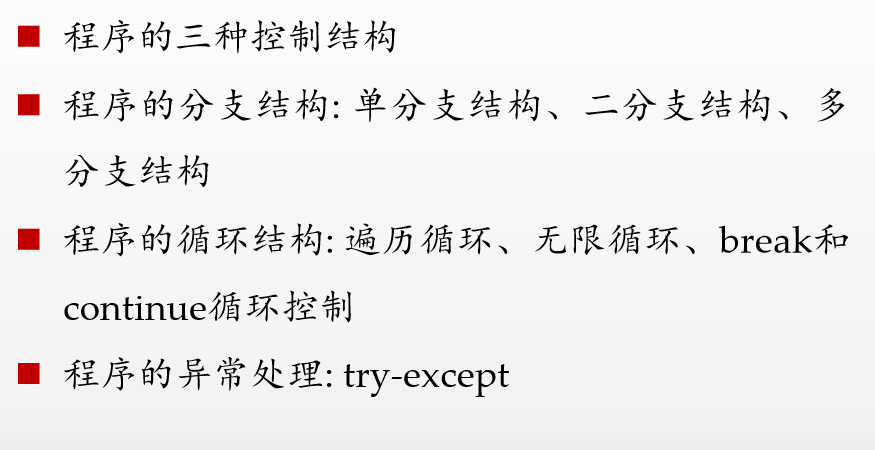 程序的三种控制结构
程序的分支结构: 单分支结构、二分支结构、多
分支结构
程序的循环结构: 遍历循环、无限循环、break和
continue循环控制
程序的异常处理: try-except